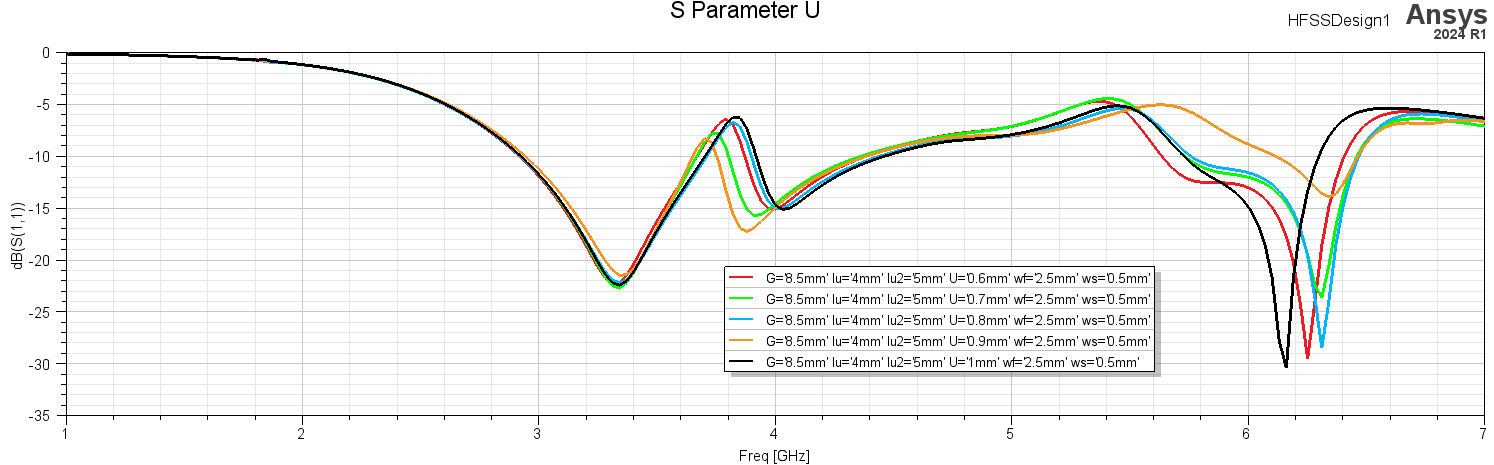 S Parameter U
HFSSDesign1
Ansys
2024 R1
0
-5
-10
-15
-20
-25
-30
-35
dB(S(1,1))
G='8.5mm' lu='4mm' lu2='5mm' U='0.6mm' wf='2.5mm' ws='0.5mm'
G='8.5mm' lu='4mm' lu2='5mm' U='0.7mm' wf='2.5mm' ws='0.5mm'
G='8.5mm' lu='4mm' lu2='5mm' U='0.8mm' wf='2.5mm' ws='0.5mm'
G='8.5mm' lu='4mm' lu2='5mm' U='0.9mm' wf='2.5mm' ws='0.5mm'
G='8.5mm' lu='4mm' lu2='5mm' U='1mm' wf='2.5mm' ws='0.5mm'
1 2 3 4 5 6 7
Freq [GHz]